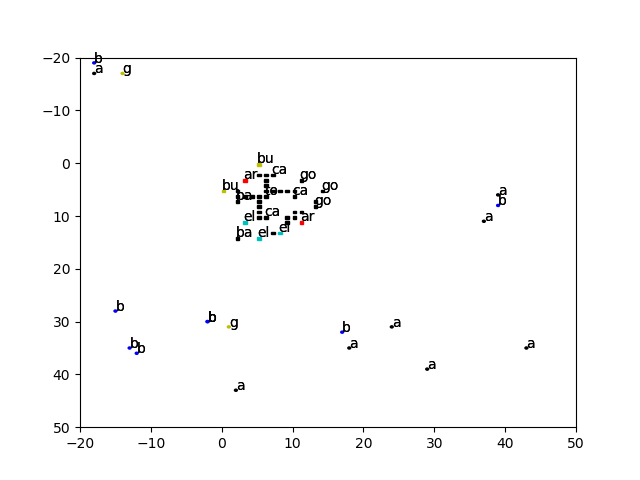 b
−20
a g
−10
bu
0
ar ca go
bu ba e ca go a
go b
el ca ar a
10
ba el el
20
b
b g a
30
b
b b a a
a
40
a
50
−20 −10 0 10 20 30 40 50